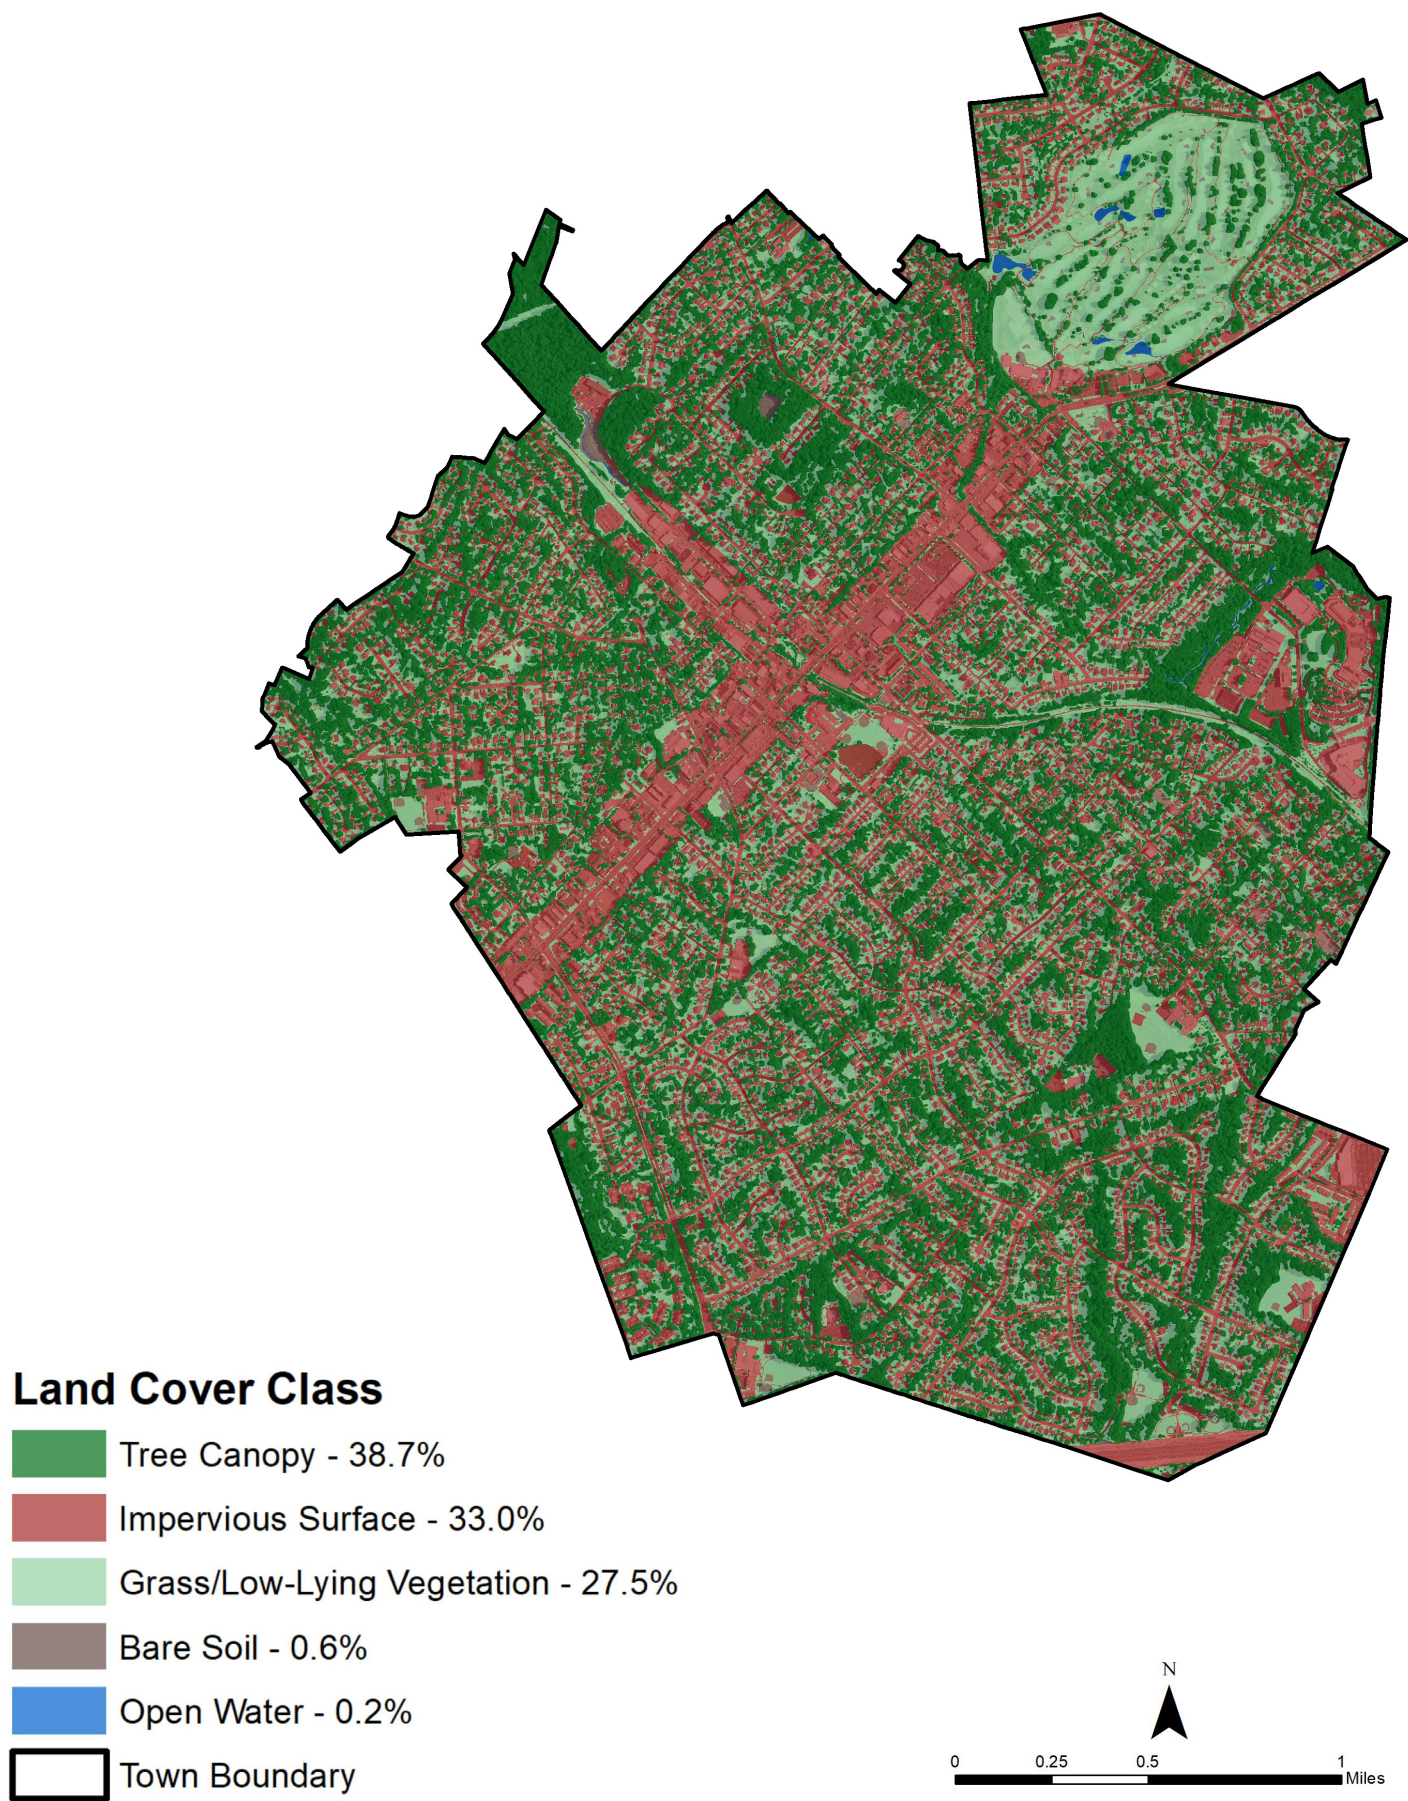 Land Cover Class
Tree Canopy - 38.7%
Impervious Surface - 33.0%
Grass/Low-Lying Vegetation - 27.5%
Bare Soil - 0.6%
Open Water - 0.2%
Town Boundary
N
0 0.25 0.5 1
Miles